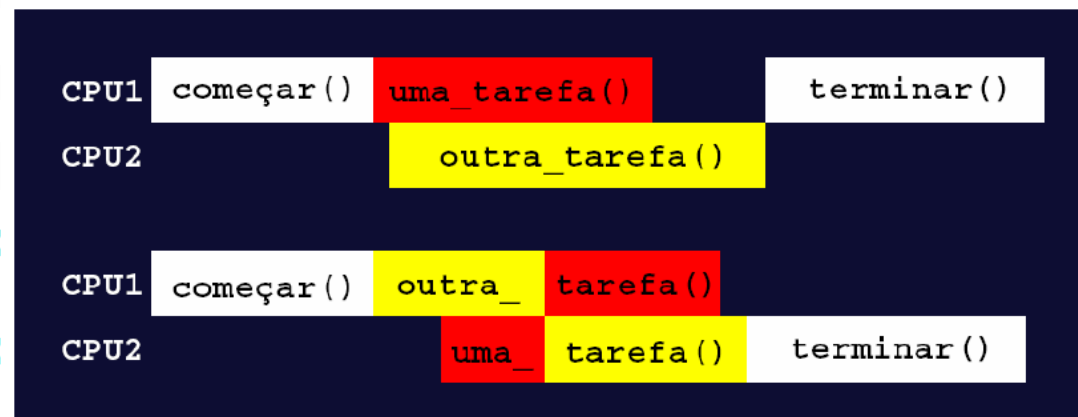 CPU1 começar() uma_tarefa() terminar()
CPU2 outra_tarefa()
CPU1 começar() outra_ tarefa()
CPU2 uma_ tarefa() terminar()